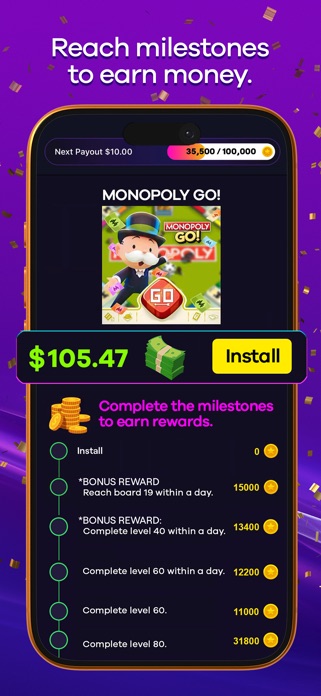 Reach milestones
to earn money.
Next Payout $10.00
35,500 / 100,000
MONOPOLY GO!
MONOPOLY
GO!
MONOPOLY
GO
$105.47
Install
Complete the milestones
to earn rewards.
Install
0
*BONUS REWARD
Reach board 19 within a day.
15000
*BONUS REWARD:
Complete level 40 within a day.
13400
Complete level 60 within a day.
12200
Complete level 60.
11000
Complete level 80.
31800